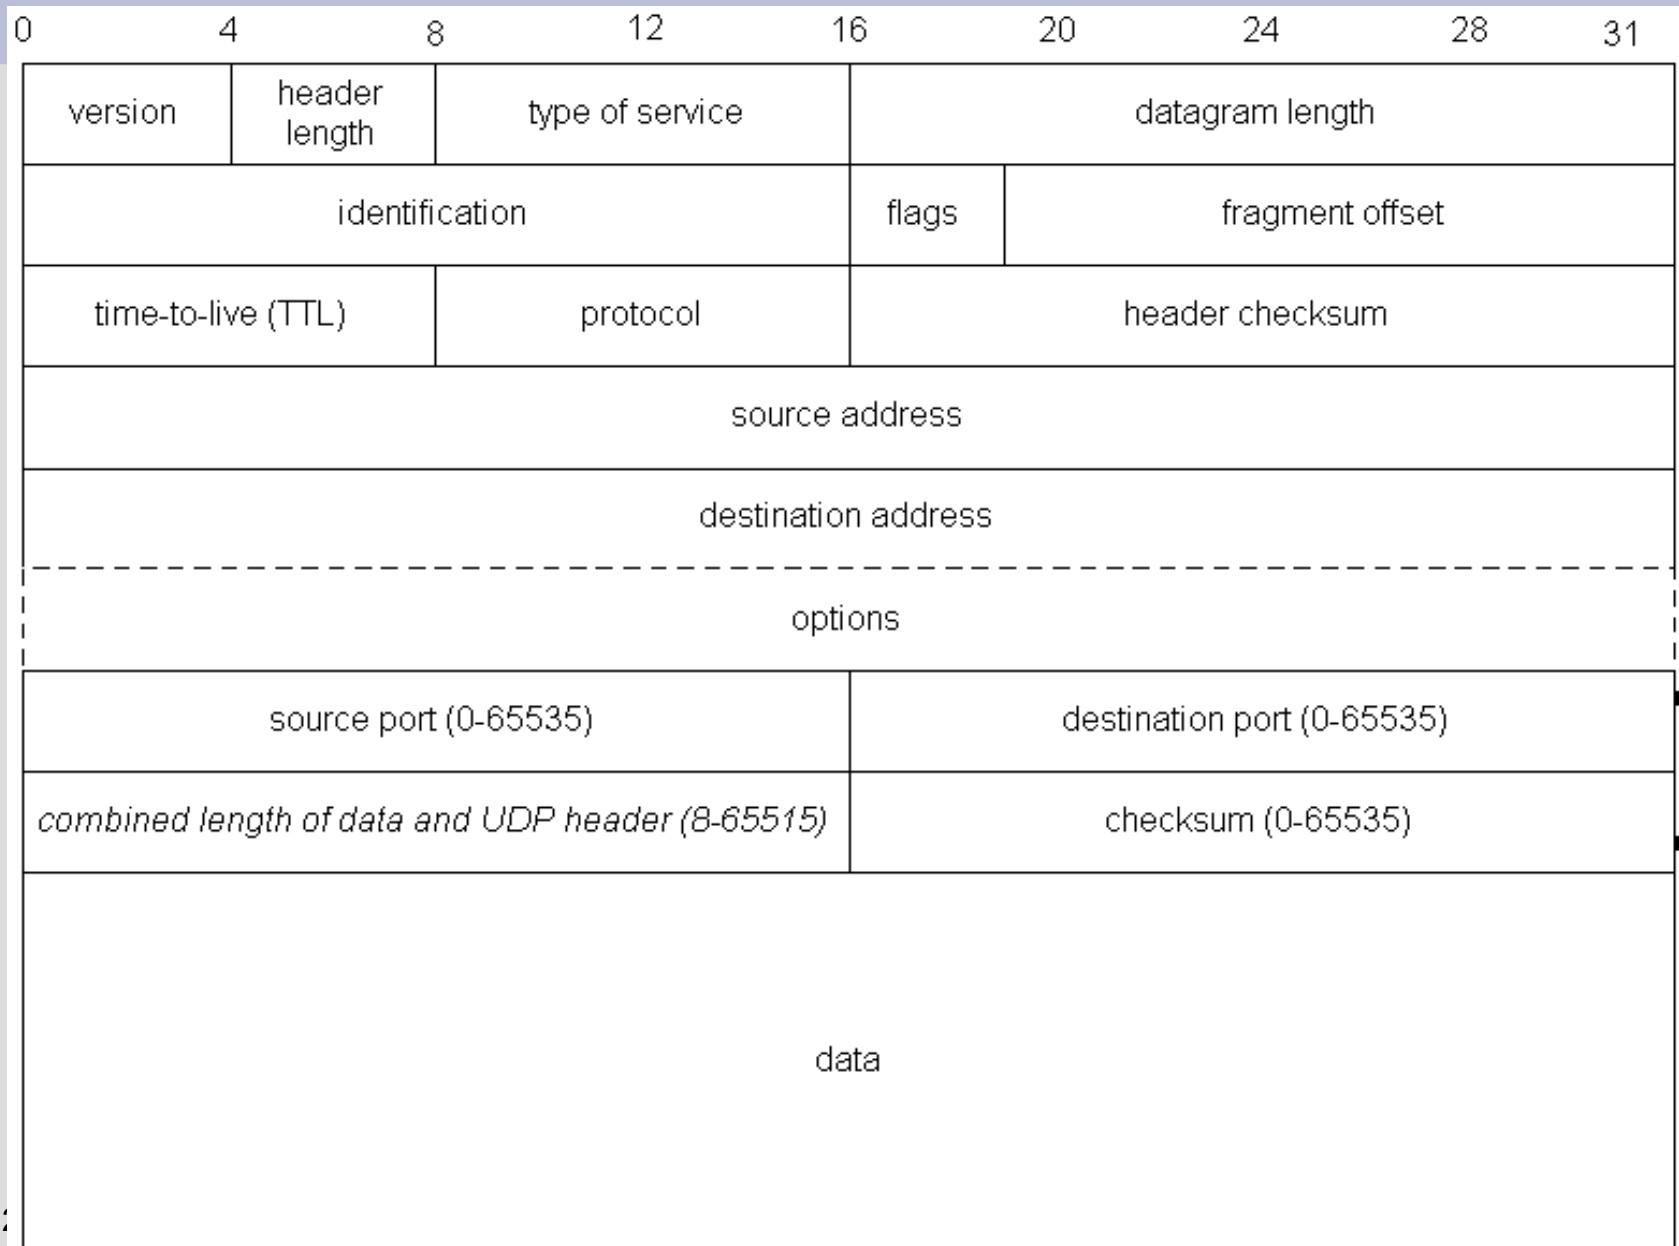 0 4 8 12 16 20 24 28 31
version header length type of service datagram length
identification flags fragment offset
time-to-live (TTL) protocol header checksum
source address
destination address
options
source port (0-65535) destination port (0-65535)
combined length of data and UDP header (8-65515) checksum (0-65535)
data